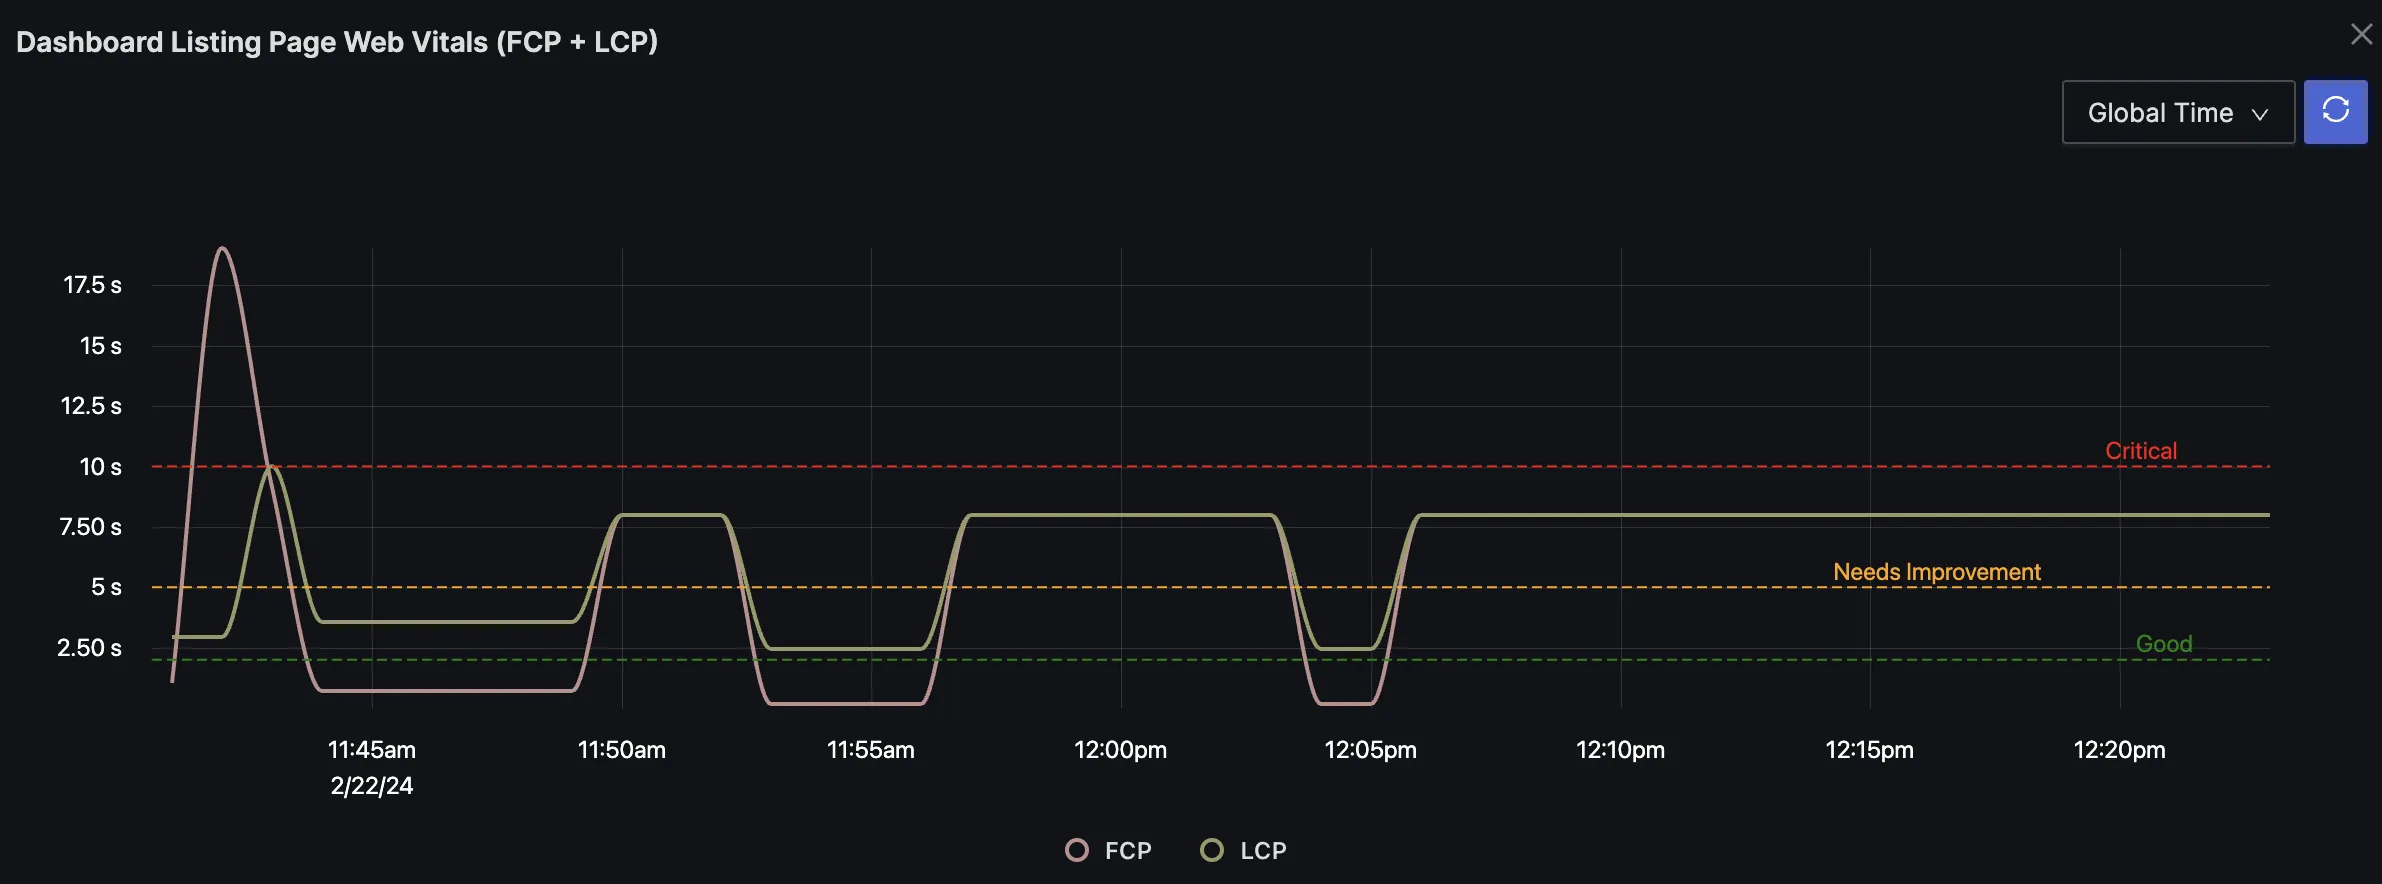 Dashboard Listing Page Web Vitals (FCP + LCP)
Global Time
17.5 s
15 s
12.5 s
10 s
7.50 s
5 s
2.50 s
Critical
Needs Improvement
Good
11:45am 11:50am 11:55am 12:00pm 12:05pm 12:10pm 12:15pm 12:20pm
2/22/24
FCP LCP